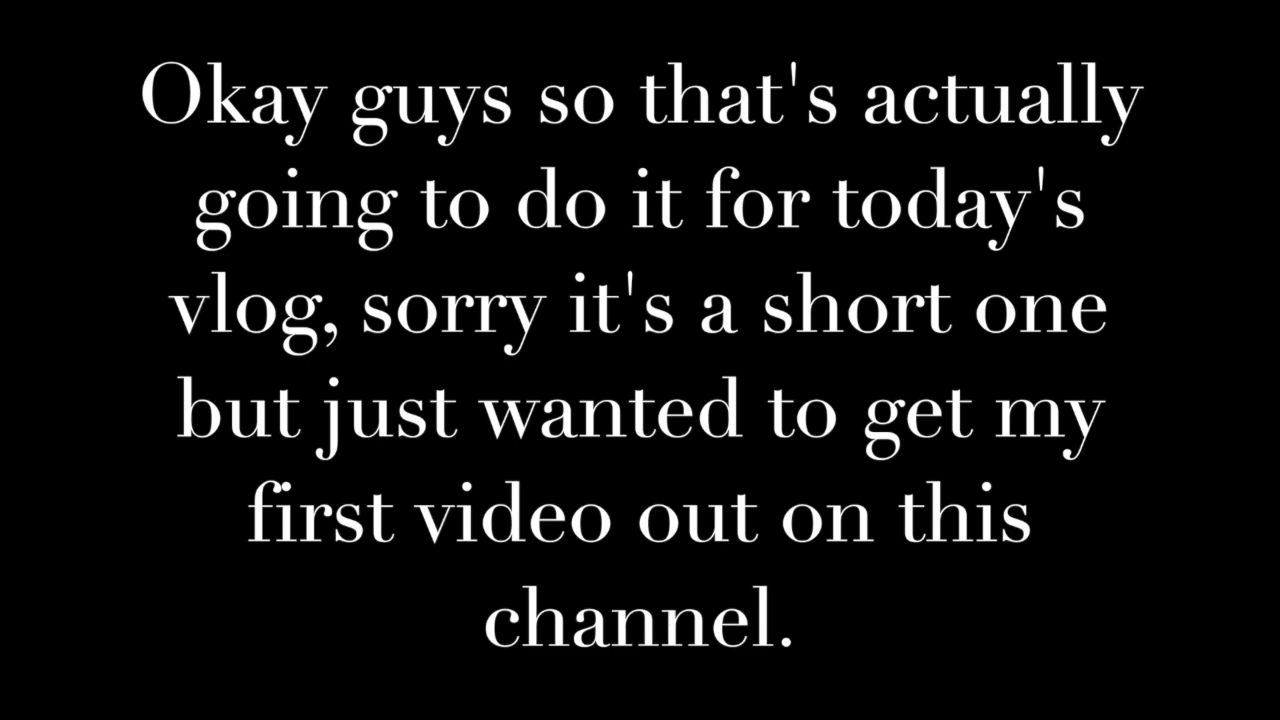 Okay guys so that's actually
going to do it for today's
vlog, sorry it's a short one
but just wanted to get my
first video out on this
channel.